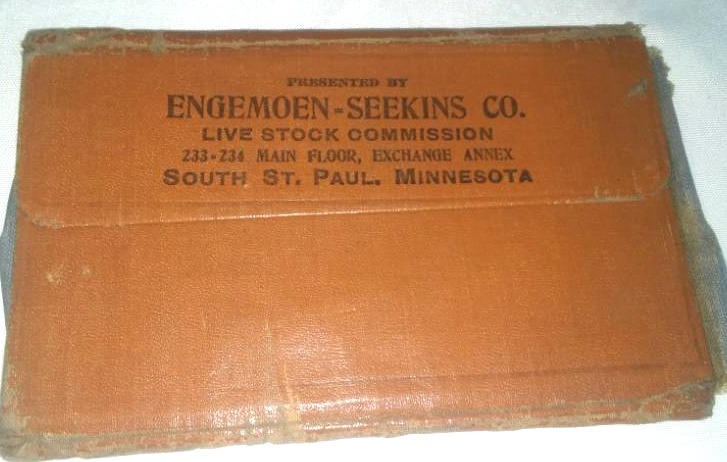 PRESENTED BY
ENGEMOEN-SEEKINS CO.
LIVE STOCK COMMISSION
233-234 MAIN FLOOR, EXCHANGE ANNEX
SOUTH ST. PAUL. MINNESOTA